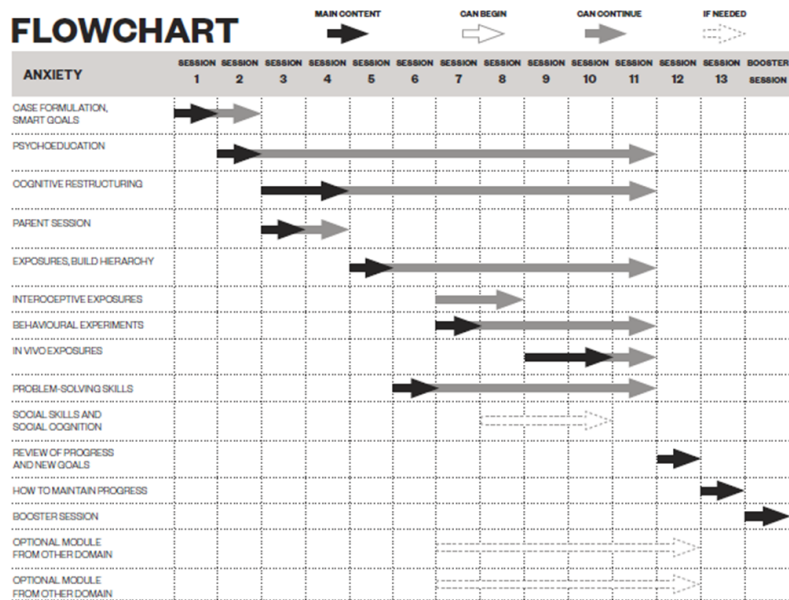 FLOWCHART
MAIN CONTENT
CAN BEGIN
CAN CONTINUE
IF NEEDED
ANXIETY
SESSION 1
SESSION 2
SESSION 3
SESSION 4
SESSION 5
SESSION 6
SESSION 7
SESSION 8
SESSION 9
SESSION 10
SESSION 11
SESSION 12
SESSION 13
BOOSTER SESSION
CASE FORMULATION,
SMART GOALS
PSYCHOEDUCATION
COGNITIVE RESTRUCTURING
PARENT SESSION
EXPOSURES, BUILD HIERARCHY
INTEROCEPTIVE EXPOSURES
BEHAVIOURAL EXPERIMENTS
IN VIVO EXPOSURES
PROBLEM-SOLVING SKILLS
SOCIAL SKILLS AND
SOCIAL COGNITION
REVIEW OF PROGRESS
AND NEW GOALS
HOW TO MAINTAIN PROGRESS
BOOSTER SESSION
OPTIONAL MODULE
FROM OTHER DOMAIN
OPTIONAL MODULE
FROM OTHER DOMAIN